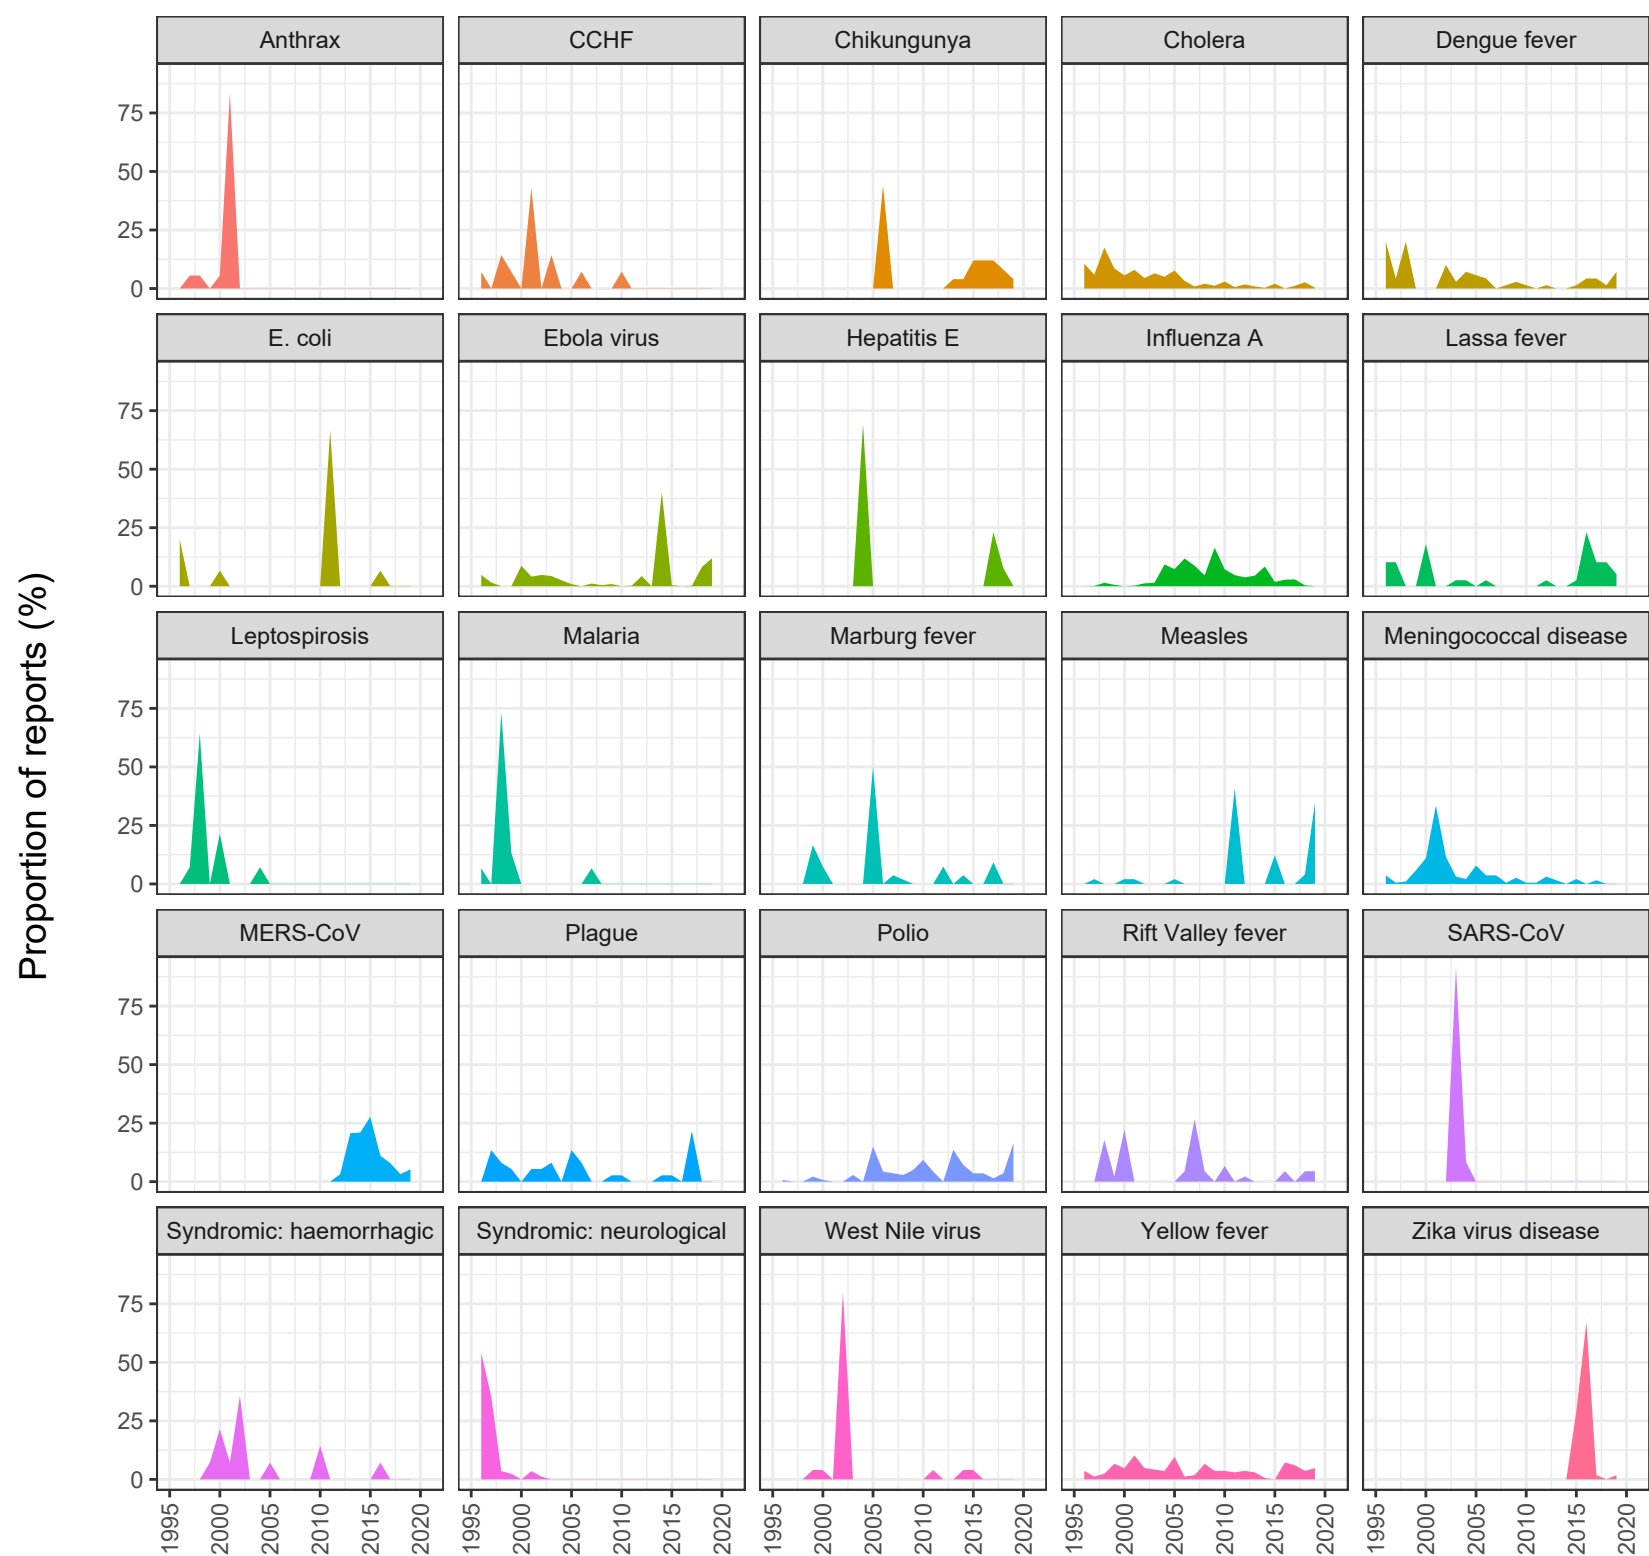 Anthrax CCHF Chikungunya Cholera Dengue fever
75
50
25
0
E. coli Ebola virus Hepatitis E Influenza A Lassa fever
75
50
25
0
Proportion of reports (%)
Leptospirosis Malaria Marburg fever Measles Meningococcal disease
75
50
25
0
MERS-CoV Plague Polio Rift Valley fever SARS-CoV
75
50
25
0
Syndromic: haemorrhagic Syndromic: neurological West Nile virus Yellow fever Zika virus disease
75
50
25
0
1995 2000 2005 2010 2015 2020 1995 2000 2005 2010 2015 2020 1995 2000 2005 2010 2015 2020 1995 2000 2005 2010 2015 2020 1995 2000 2005 2010 2015 2020